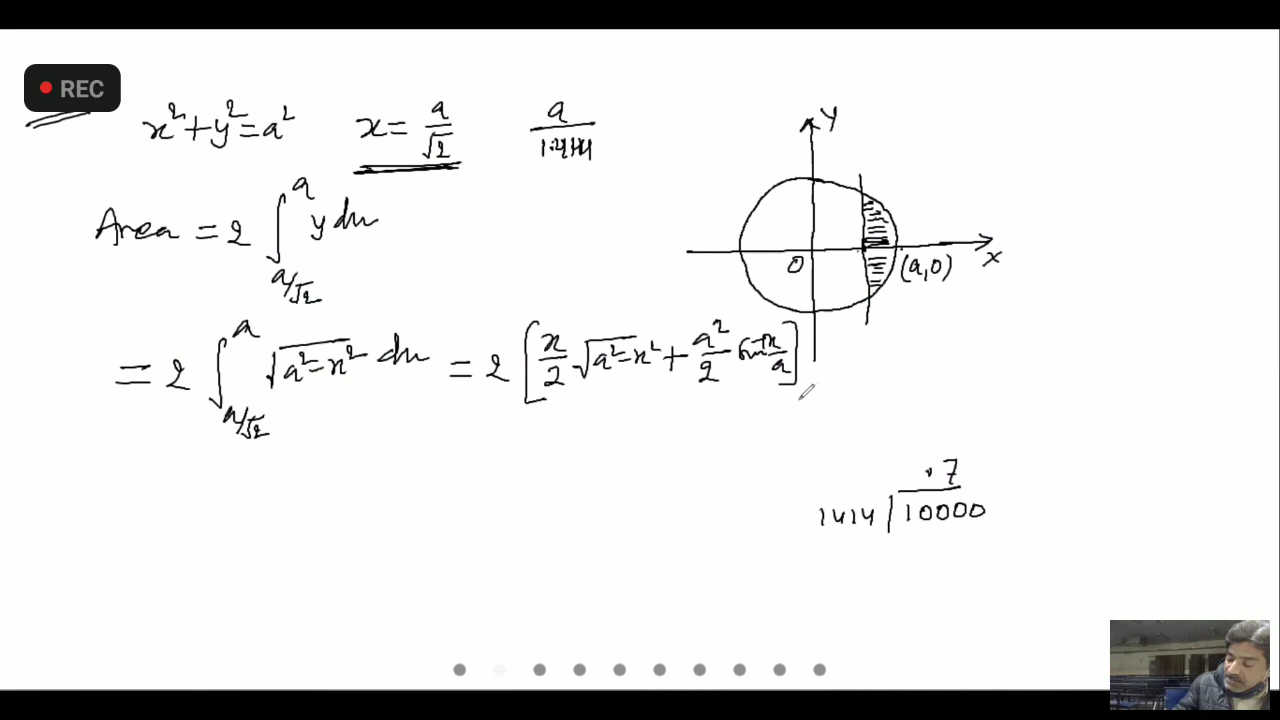 REC
x²+y²=a² x= a/√2 a/1.414
Area = 2 ∫_{a/√2}^{a} y dx
= 2 ∫_{a/√2}^{a} √(a²-x²) dx = 2 [x/2 √(a²-x²) + a²/2 sin⁻¹ x/a]
Y
O
(a,0)
X
.7
1414 | 10000